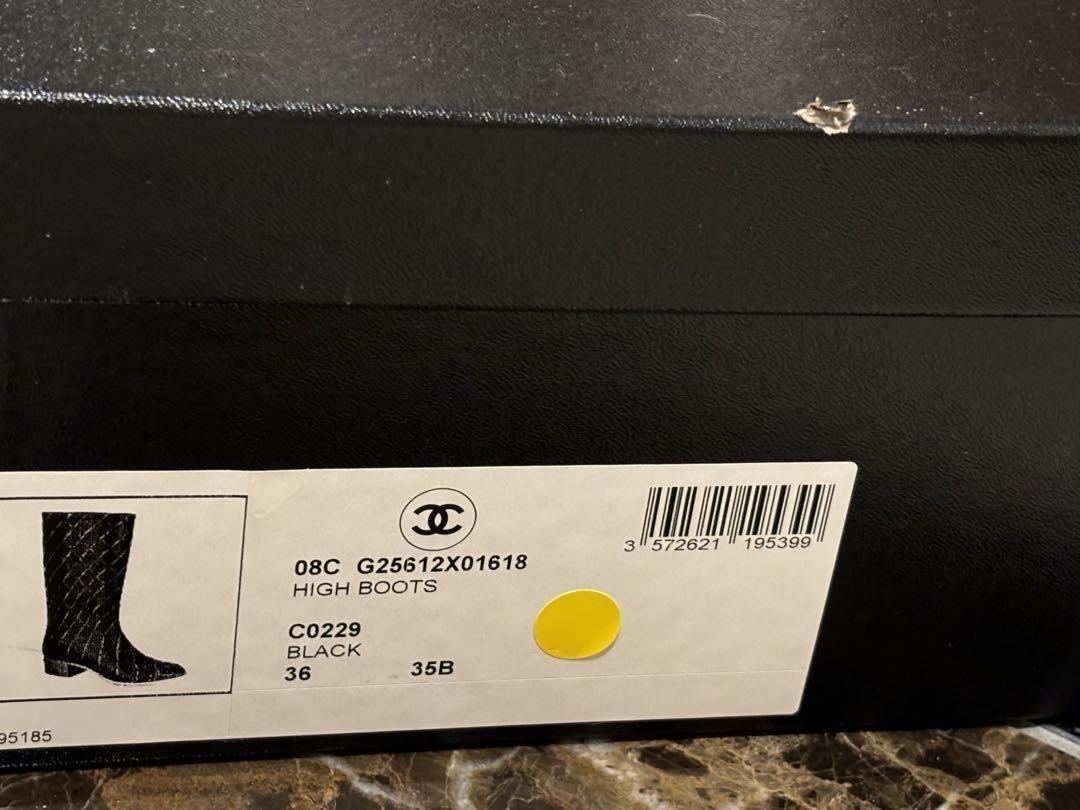 08C G25612X01618
HIGH BOOTS
C0229
BLACK
36 35B
3 572621 195399
95185